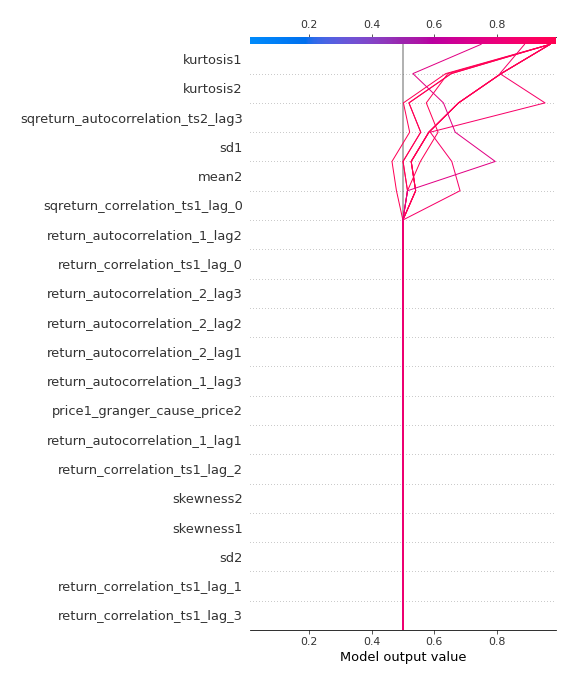 0.2 0.4 0.6 0.8
kurtosis1
kurtosis2
sqreturn_autocorrelation_ts2_lag3
sd1
mean2
sqreturn_correlation_ts1_lag_0
return_autocorrelation_1_lag2
return_correlation_ts1_lag_0
return_autocorrelation_2_lag3
return_autocorrelation_2_lag2
return_autocorrelation_2_lag1
return_autocorrelation_1_lag3
price1_granger_cause_price2
return_autocorrelation_1_lag1
return_correlation_ts1_lag_2
skewness2
skewness1
sd2
return_correlation_ts1_lag_1
return_correlation_ts1_lag_3
0.2 0.4 0.6 0.8
Model output value